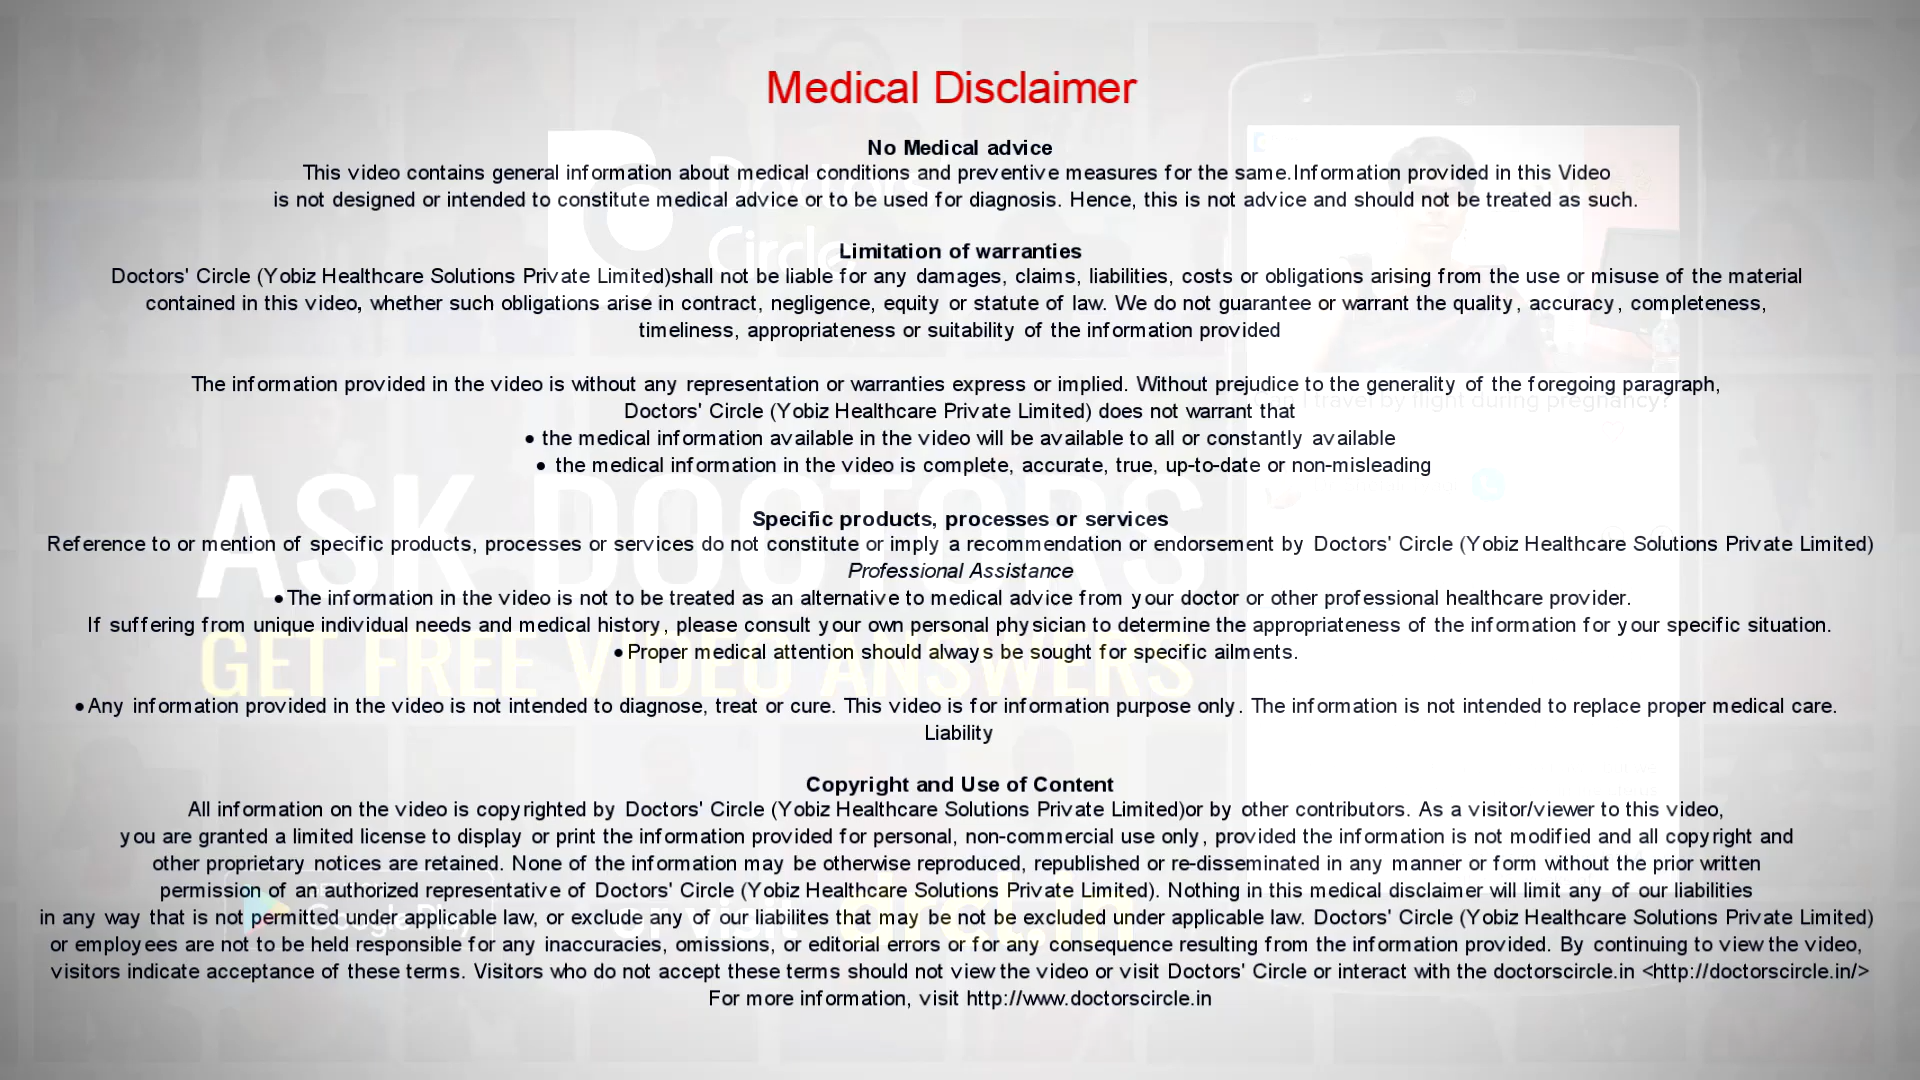 Medical Disclaimer
No Medical advice
This video contains general information about medical conditions and preventive measures for the same.Information provided in this Video
is not designed or intended to constitute medical advice or to be used for diagnosis. Hence, this is not advice and should not be treated as such.
Doctors'
Circle
Limitation of warranties
Doctors' Circle (Yobiz Healthcare Solutions Private Limited)shall not be liable for any damages, claims, liabilities, costs or obligations arising from the use or misuse of the material
contained in this video, whether such obligations arise in contract, negligence, equity or statute of law. We do not guarantee or warrant the quality, accuracy, completeness,
timeliness, appropriateness or suitability of the information provided
The information provided in the video is without any representation or warranties express or implied. Without prejudice to the generality of the foregoing paragraph,
Can I travel by flight during pregnancy?
Doctors' Circle (Yobiz Healthcare Private Limited) does not warrant that
• the medical information available in the video will be available to all or constantly available
• the medical information in the video is complete, accurate, true, up-to-date or non-misleading
ASK DOCTORS
Specific products, processes or services
Reference to or mention of specific products, processes or services do not constitute or imply a recommendation or endorsement by Doctors' Circle (Yobiz Healthcare Solutions Private Limited)
Professional Assistance
•The information in the video is not to be treated as an alternative to medical advice from your doctor or other professional healthcare provider.
If suffering from unique individual needs and medical history, please consult your own personal physician to determine the appropriateness of the information for your specific situation.
•Proper medical attention should always be sought for specific ailments.
GET FREE VIDEO ANSWERS
•Any information provided in the video is not intended to diagnose, treat or cure. This video is for information purpose only. The information is not intended to replace proper medical care.
Liability
Copyright and Use of Content
All information on the video is copyrighted by Doctors' Circle (Yobiz Healthcare Solutions Private Limited)or by other contributors. As a visitor/viewer to this video,
you are granted a limited license to display or print the information provided for personal, non-commercial use only, provided the information is not modified and all copyright and
other proprietary notices are retained. None of the information may be otherwise reproduced, republished or re-disseminated in any manner or form without the prior written
permission of an authorized representative of Doctors' Circle (Yobiz Healthcare Solutions Private Limited). Nothing in this medical disclaimer will limit any of our liabilities
in any way that is not permitted under applicable law, or exclude any of our liabilites that may be not be excluded under applicable law. Doctors' Circle (Yobiz Healthcare Solutions Private Limited)
Google Play or visit drcl.in
or employees are not to be held responsible for any inaccuracies, omissions, or editorial errors or for any consequence resulting from the information provided. By continuing to view the video,
visitors indicate acceptance of these terms. Visitors who do not accept these terms should not view the video or visit Doctors' Circle or interact with the doctorscircle.in <http://doctorscircle.in/>
For more information, visit http://www.doctorscircle.in